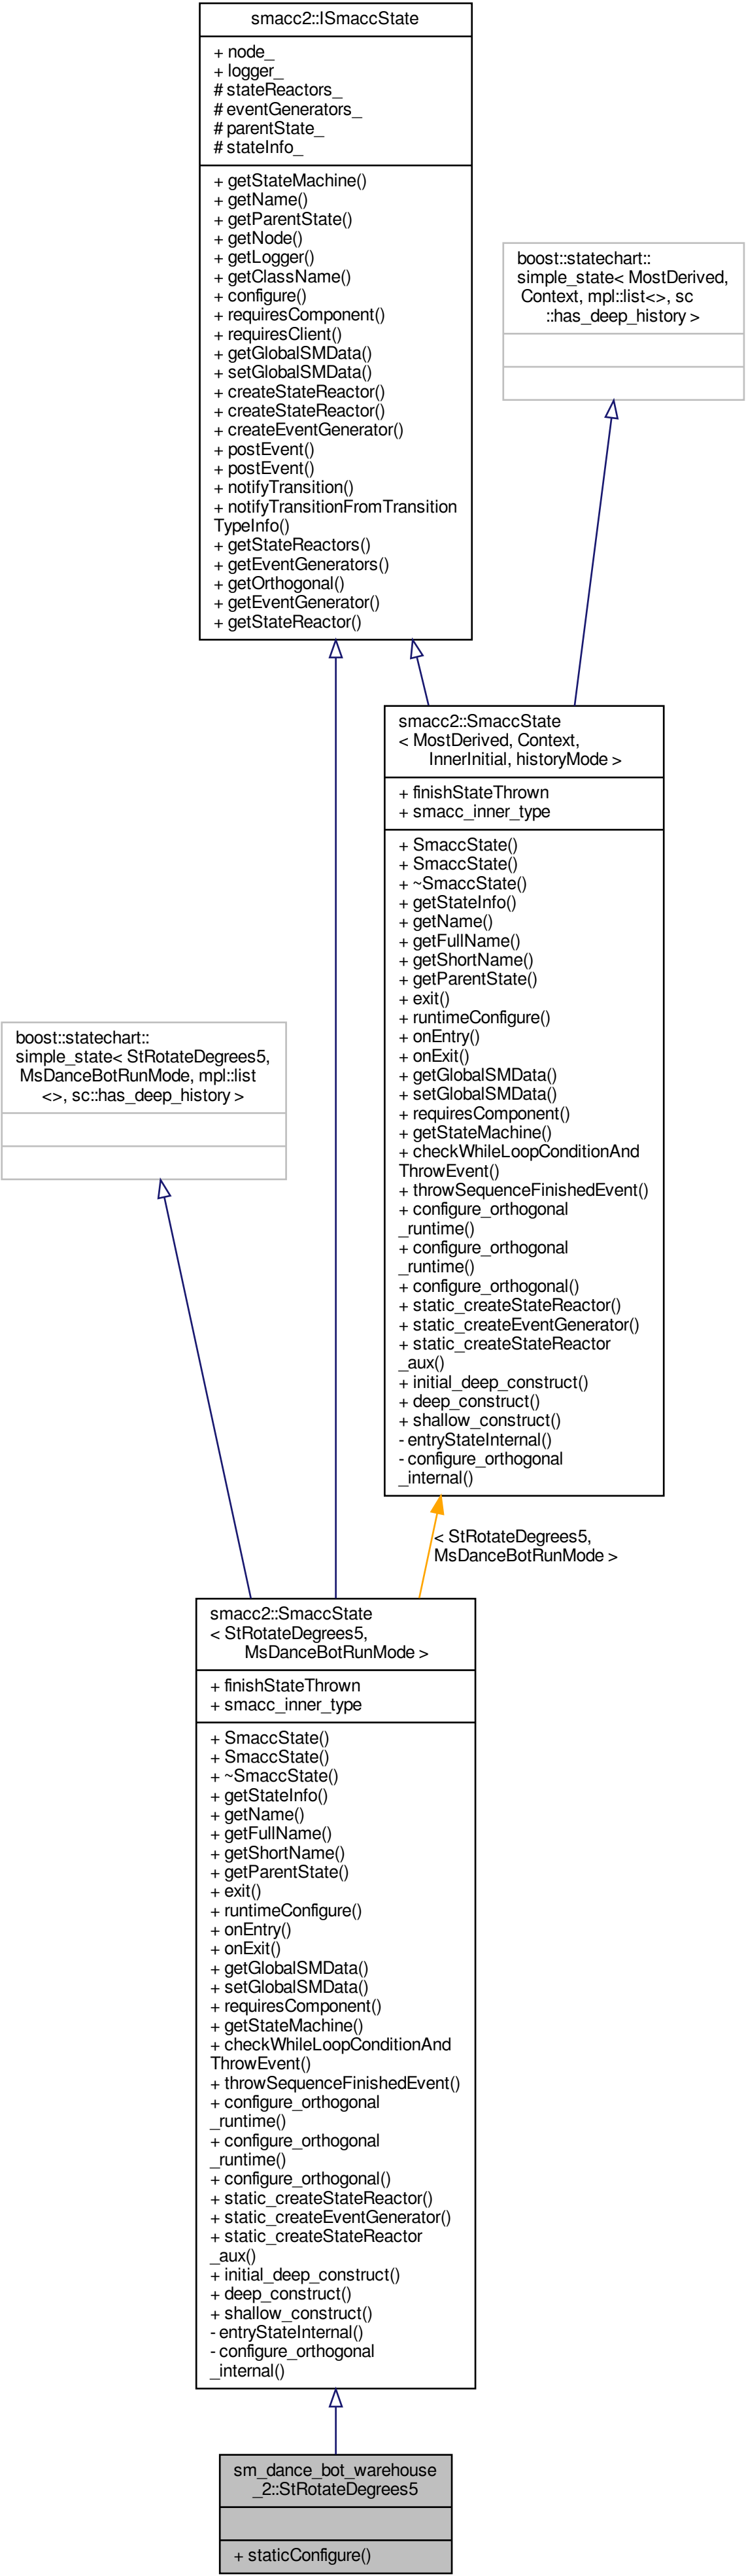 smacc2::ISmaccState
+ node_
+ logger_
# stateReactors_
# eventGenerators_
# parentState_
# stateInfo_
+ getStateMachine()
+ getName()
+ getParentState()
+ getNode()
+ getLogger()
+ getClassName()
+ configure()
+ requiresComponent()
+ requiresClient()
+ getGlobalSMData()
+ setGlobalSMData()
+ createStateReactor()
+ createStateReactor()
+ createEventGenerator()
+ postEvent()
+ postEvent()
+ notifyTransition()
+ notifyTransitionFromTransition
TypeInfo()
+ getStateReactors()
+ getEventGenerators()
+ getOrthogonal()
+ getEventGenerator()
+ getStateReactor()
boost::statechart::
simple_state< MostDerived,
Context, mpl::list<>, sc
::has_deep_history >
smacc2::SmaccState
< MostDerived, Context,
InnerInitial, historyMode >
+ finishStateThrown
+ smacc_inner_type
+ SmaccState()
+ SmaccState()
+ ~SmaccState()
+ getStateInfo()
+ getName()
+ getFullName()
+ getShortName()
+ getParentState()
+ exit()
+ runtimeConfigure()
+ onEntry()
+ onExit()
+ getGlobalSMData()
+ setGlobalSMData()
+ requiresComponent()
+ getStateMachine()
+ checkWhileLoopConditionAnd
ThrowEvent()
+ throwSequenceFinishedEvent()
+ configure_orthogonal
_runtime()
+ configure_orthogonal
_runtime()
+ configure_orthogonal()
+ static_createStateReactor()
+ static_createEventGenerator()
+ static_createStateReactor
_aux()
+ initial_deep_construct()
+ deep_construct()
+ shallow_construct()
- entryStateInternal()
- configure_orthogonal
_internal()
boost::statechart::
simple_state< StRotateDegrees5,
MsDanceBotRunMode, mpl::list
<>, sc::has_deep_history >
< StRotateDegrees5,
MsDanceBotRunMode >
smacc2::SmaccState
< StRotateDegrees5,
MsDanceBotRunMode >
+ finishStateThrown
+ smacc_inner_type
+ SmaccState()
+ SmaccState()
+ ~SmaccState()
+ getStateInfo()
+ getName()
+ getFullName()
+ getShortName()
+ getParentState()
+ exit()
+ runtimeConfigure()
+ onEntry()
+ onExit()
+ getGlobalSMData()
+ setGlobalSMData()
+ requiresComponent()
+ getStateMachine()
+ checkWhileLoopConditionAnd
ThrowEvent()
+ throwSequenceFinishedEvent()
+ configure_orthogonal
_runtime()
+ configure_orthogonal
_runtime()
+ configure_orthogonal()
+ static_createStateReactor()
+ static_createEventGenerator()
+ static_createStateReactor
_aux()
+ initial_deep_construct()
+ deep_construct()
+ shallow_construct()
- entryStateInternal()
- configure_orthogonal
_internal()
sm_dance_bot_warehouse
_2::StRotateDegrees5
+ staticConfigure()